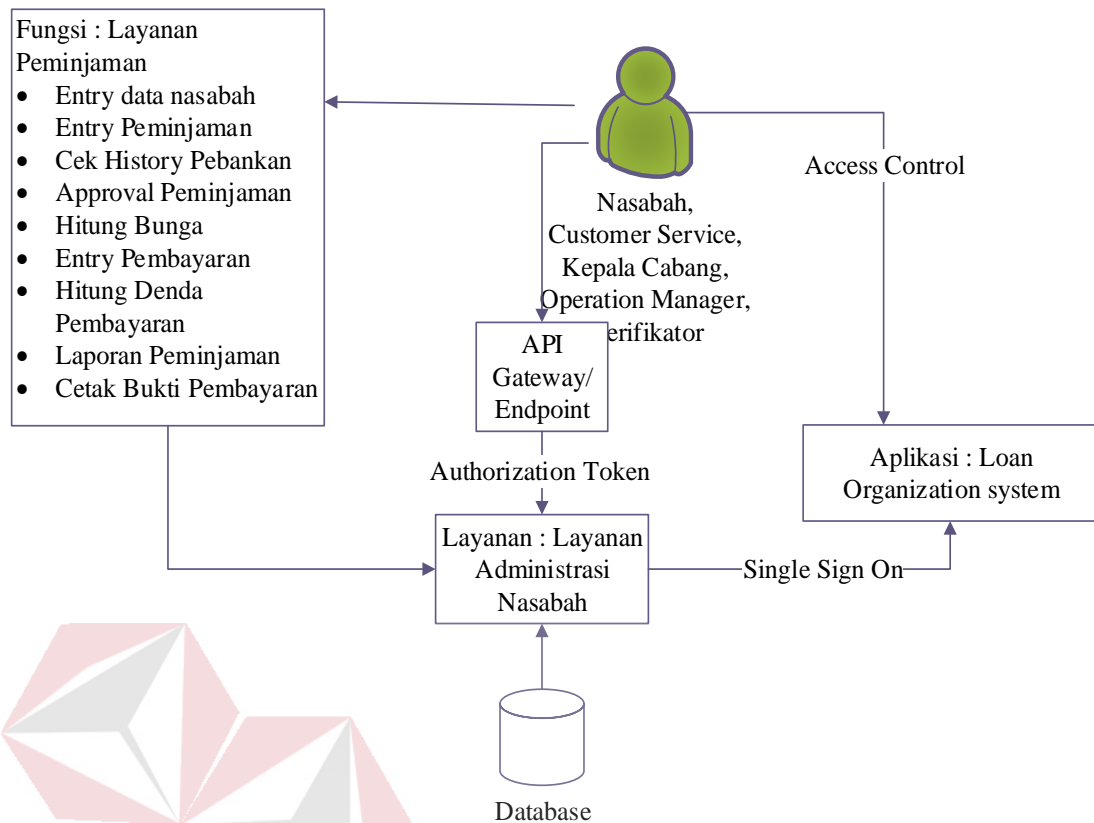 Fungsi : Layanan
Peminjaman
• Entry data nasabah
• Entry Peminjaman
• Cek History Pebankan
• Approval Peminjaman
• Hitung Bunga
• Entry Pembayaran
• Hitung Denda
Pembayaran
• Laporan Peminjaman
• Cetak Bukti Pembayaran
Nasabah,
Customer Service,
Kepala Cabang,
Operation Manager,
erifikator
Access Control
API
Gateway/
Endpoint
Authorization Token
Aplikasi : Loan
Organization system
Layanan : Layanan
Administrasi
Nasabah
Single Sign On
Database